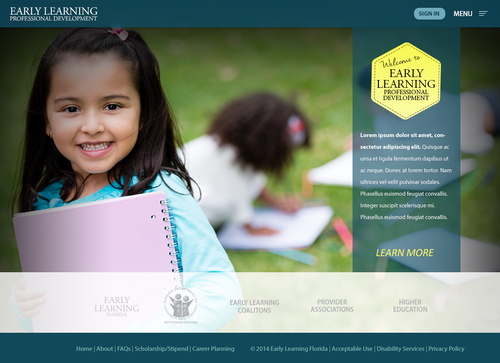 EARLY LEARNING
PROFESSIONAL DEVELOPMENT
SIGN IN
MENU
Welcome to
EARLY
LEARNING
PROFESSIONAL
DEVELOPMENT
Lorem ipsum dolor sit amet, con-
sectetur adipiscing elit. Quisque ac
urna et ligula fermentum dapibus ut
ac neque. Donec at lorem tortor. Nam
ultrices vel velit pulvinar sodales.
Phasellus euismod feugiat convallis.
Integer suscipit scelerisque mi.
Phasellus euismod feugiat convallis.
LEARN MORE
EARLY
LEARNING
FLORIDA
EARLY LEARNING
COALITONS
PROVIDER
ASSOCIATIONS
HIGHER
EDUCATION
Home | About | FAQs | Scholarship/Stipend | Career Planning
© 2014 Early Learning Florida | Acceptable Use | Disability Services | Privacy Policy